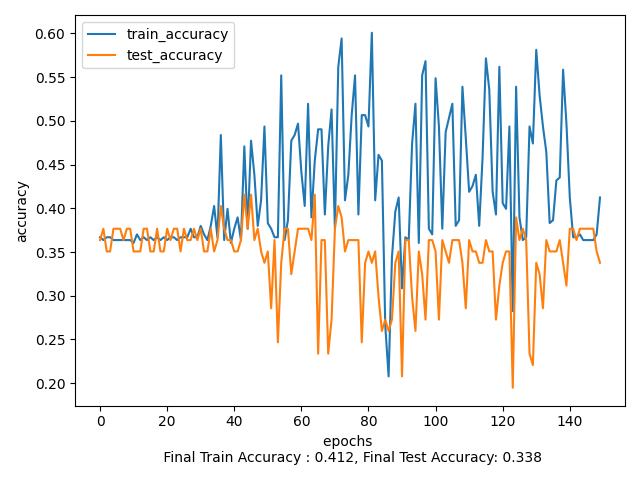 train_accuracy
test_accuracy
0.60
0.55
0.50
0.45
0.40
0.35
0.30
0.25
0.20
accuracy
0 20 40 60 80 100 120 140
epochs
Final Train Accuracy : 0.412, Final Test Accuracy: 0.338